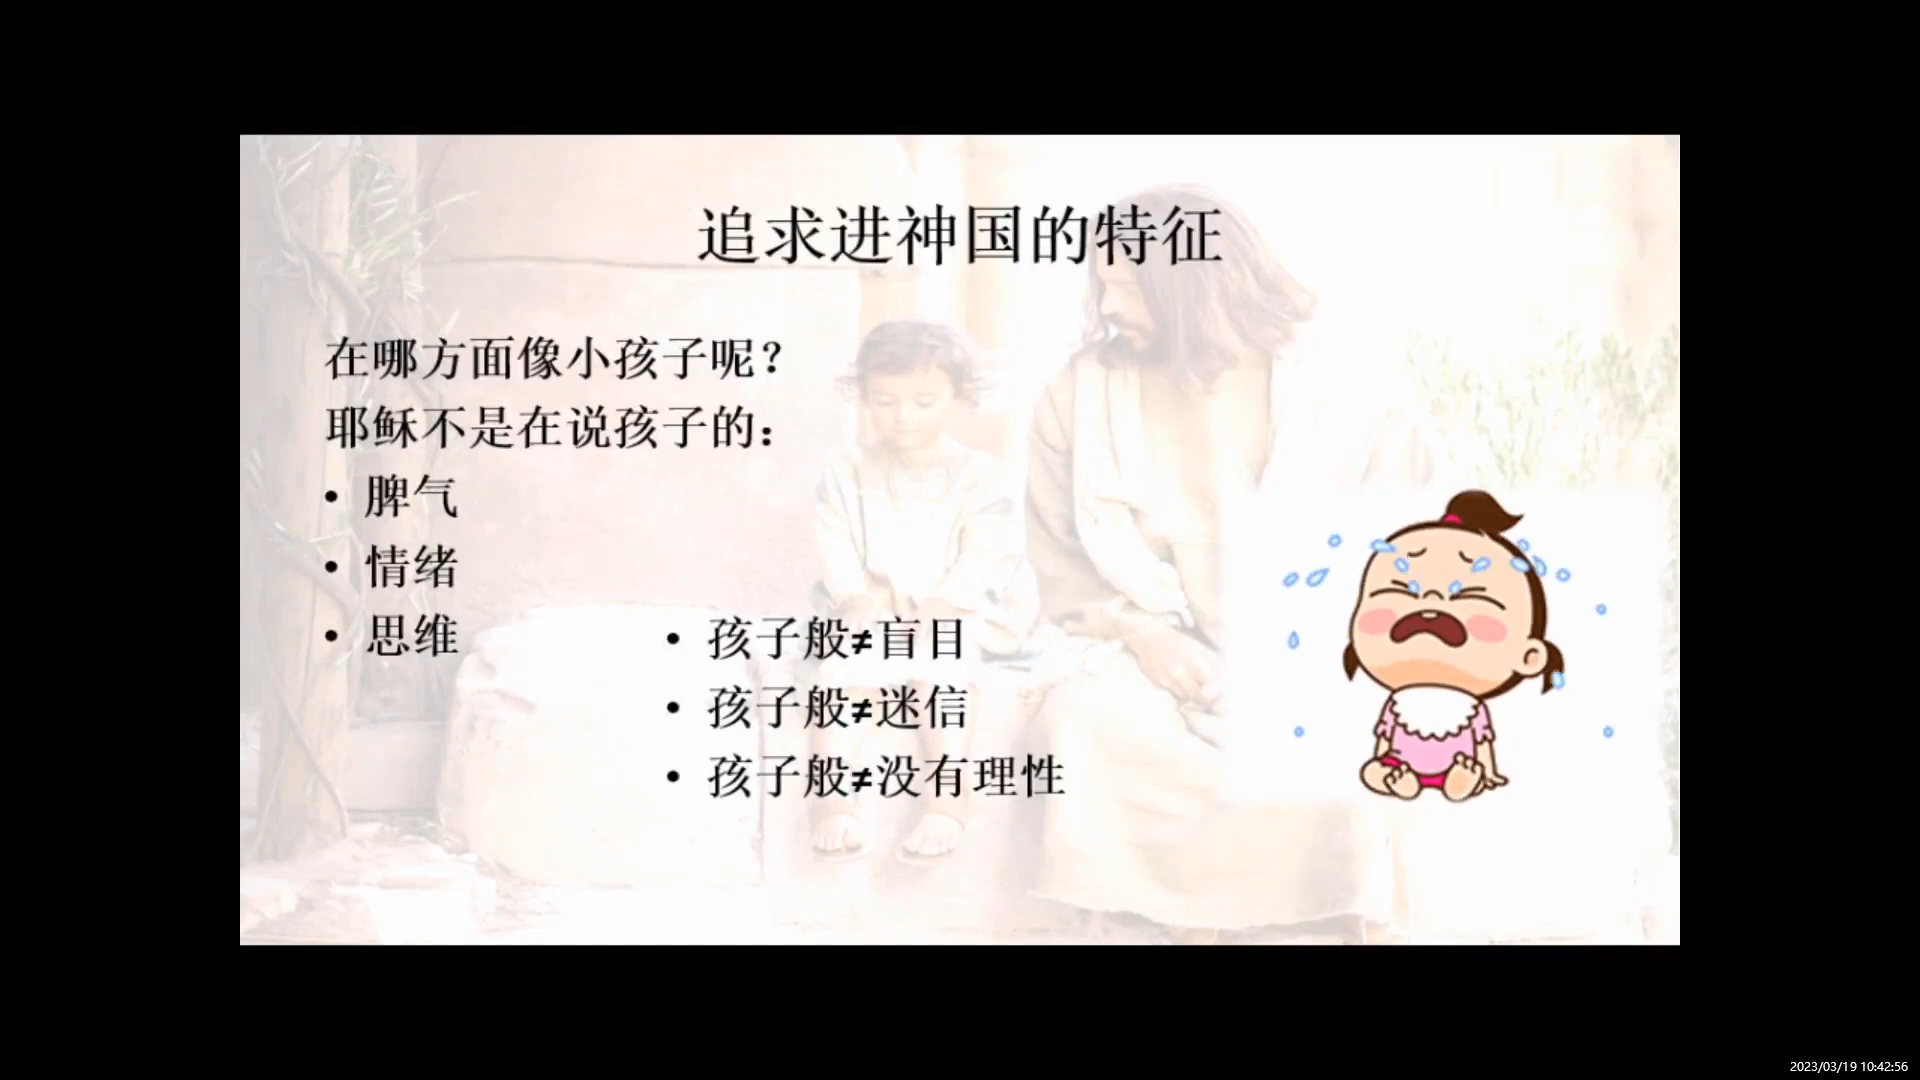 追求进神国的特征
在哪方面像小孩子呢？
耶稣不是在说孩子的：
• 脾气
• 情绪
• 思维
• 孩子般≠盲目
• 孩子般≠迷信
• 孩子般≠没有理性
2023/03/19 10:42:56